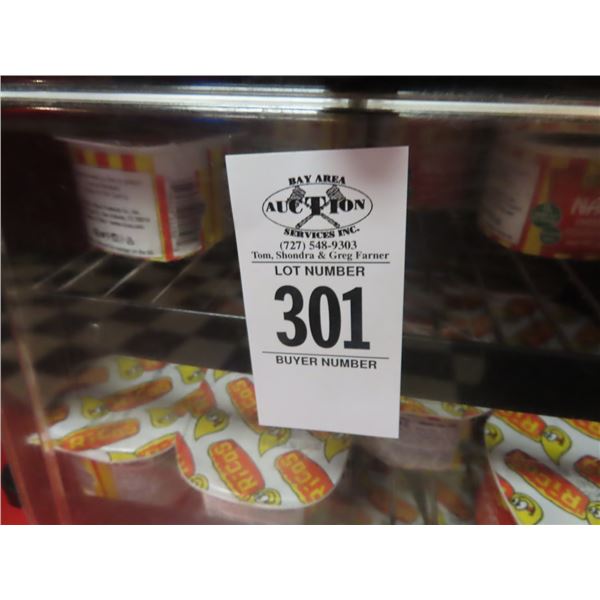 BAY AREA
AUCTION
SERVICES INC.
(727) 548-9303
Tom, Shondra & Greg Farner
LOT NUMBER
301
BUYER NUMBER
NA
RICOS
RICOS
RICOS